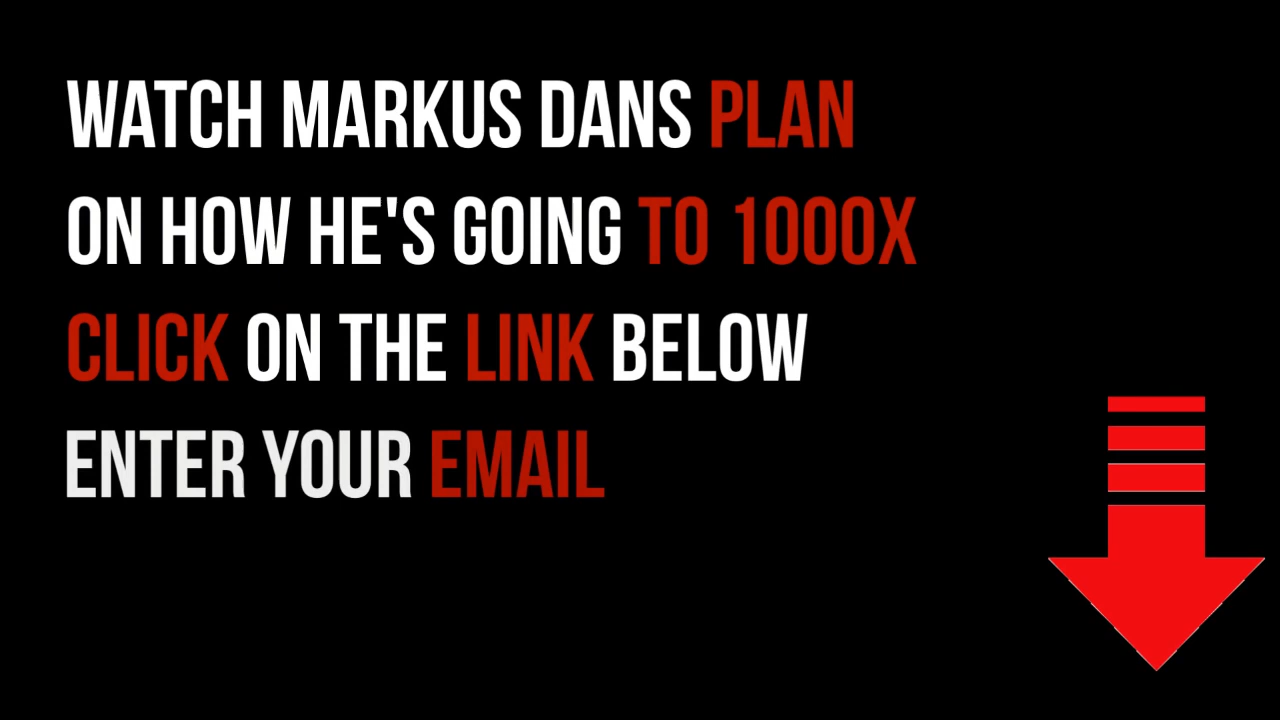 WATCH MARKUS DANS PLAN
ON HOW HE'S GOING TO 1000X
CLICK ON THE LINK BELOW
ENTER YOUR EMAIL